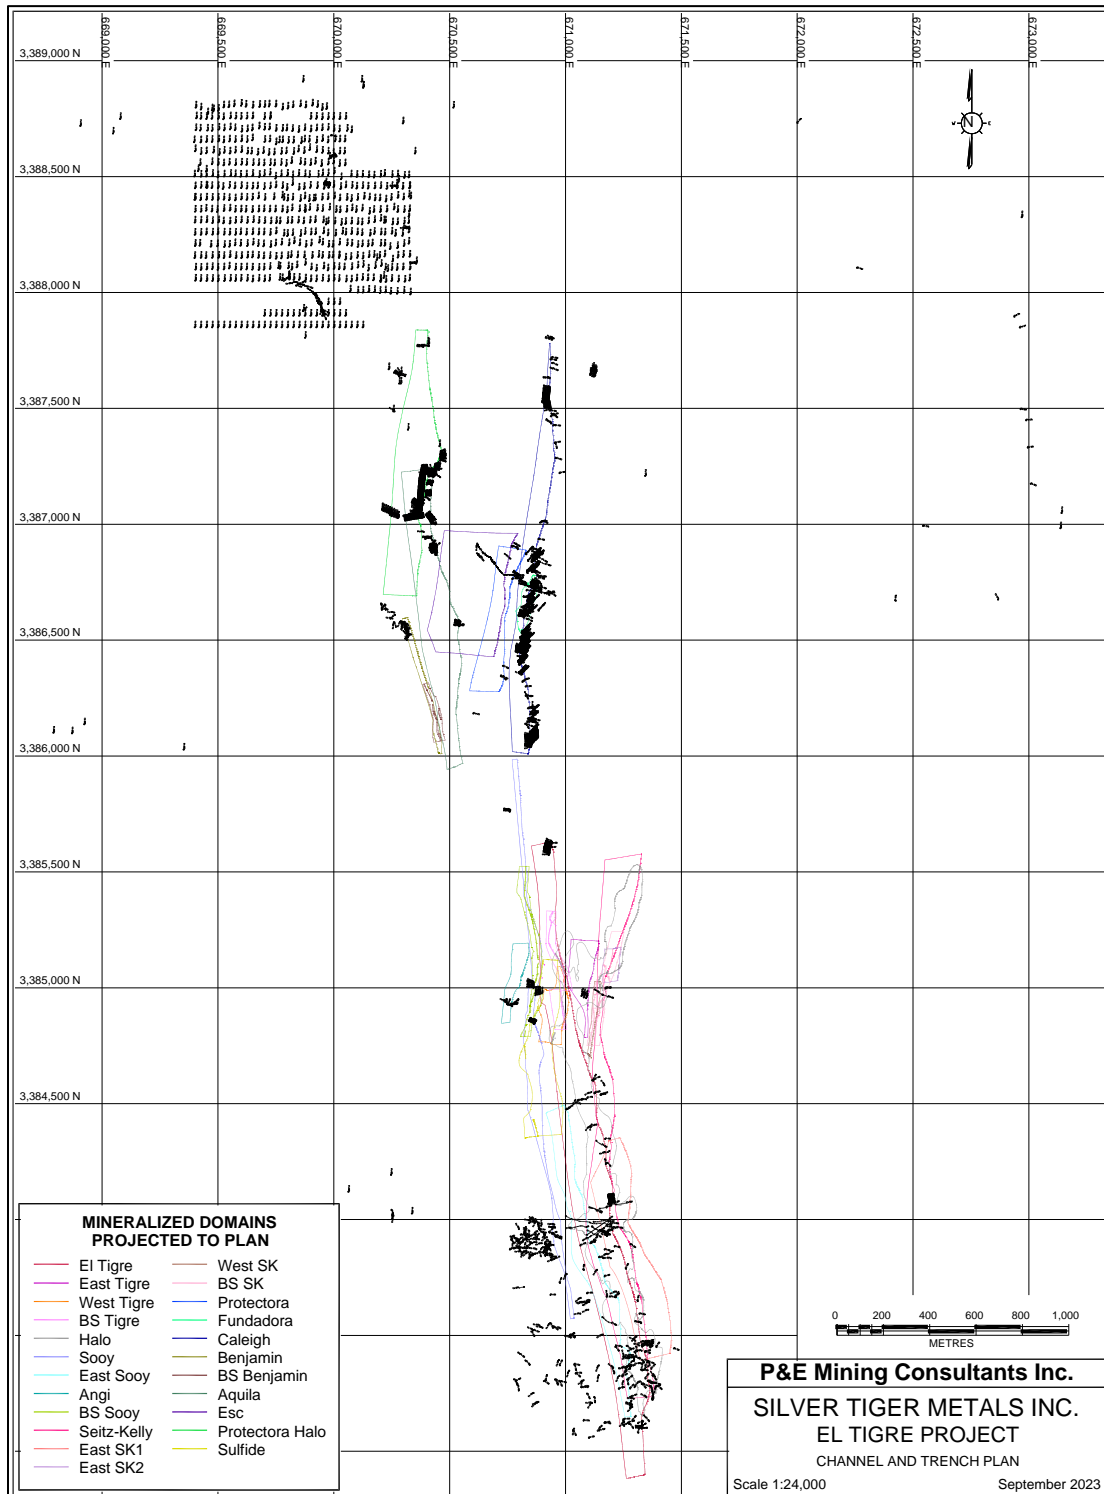 669,000 E
669,500 E
670,000 E
670,500 E
671,000 E
671,500 E
672,000 E
672,500 E
673,000 E
3,389,000 N
N
W
E
3,388,500 N
3,388,000 N
3,387,500 N
3,387,000 N
3,386,500 N
3,386,000 N
3,385,500 N
3,385,000 N
3,384,500 N
MINERALIZED DOMAINS
PROJECTED TO PLAN
El Tigre
East Tigre
West Tigre
BS Tigre
Halo
Sooy
East Sooy
Angi
BS Sooy
Seitz-Kelly
East SK1
East SK2
West SK
BS SK
Protectora
Fundadora
Caleigh
Benjamin
BS Benjamin
Aquila
Esc
Protectora Halo
Sulfide
0 200 400 600 800 1,000
METRES
P&E Mining Consultants Inc.
SILVER TIGER METALS INC.
EL TIGRE PROJECT
CHANNEL AND TRENCH PLAN
Scale 1:24,000 September 2023